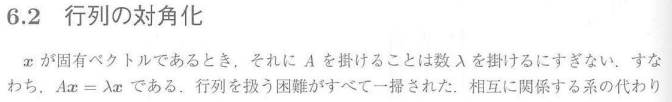 6.2 行列の対角化
x が固有ベクトルであるとき，それに A を掛けることは数 λ を掛けるにすぎない．すな
わち，Ax = λx である．行列を扱う困難がすべて一掃された．相互に関係する系の代わり